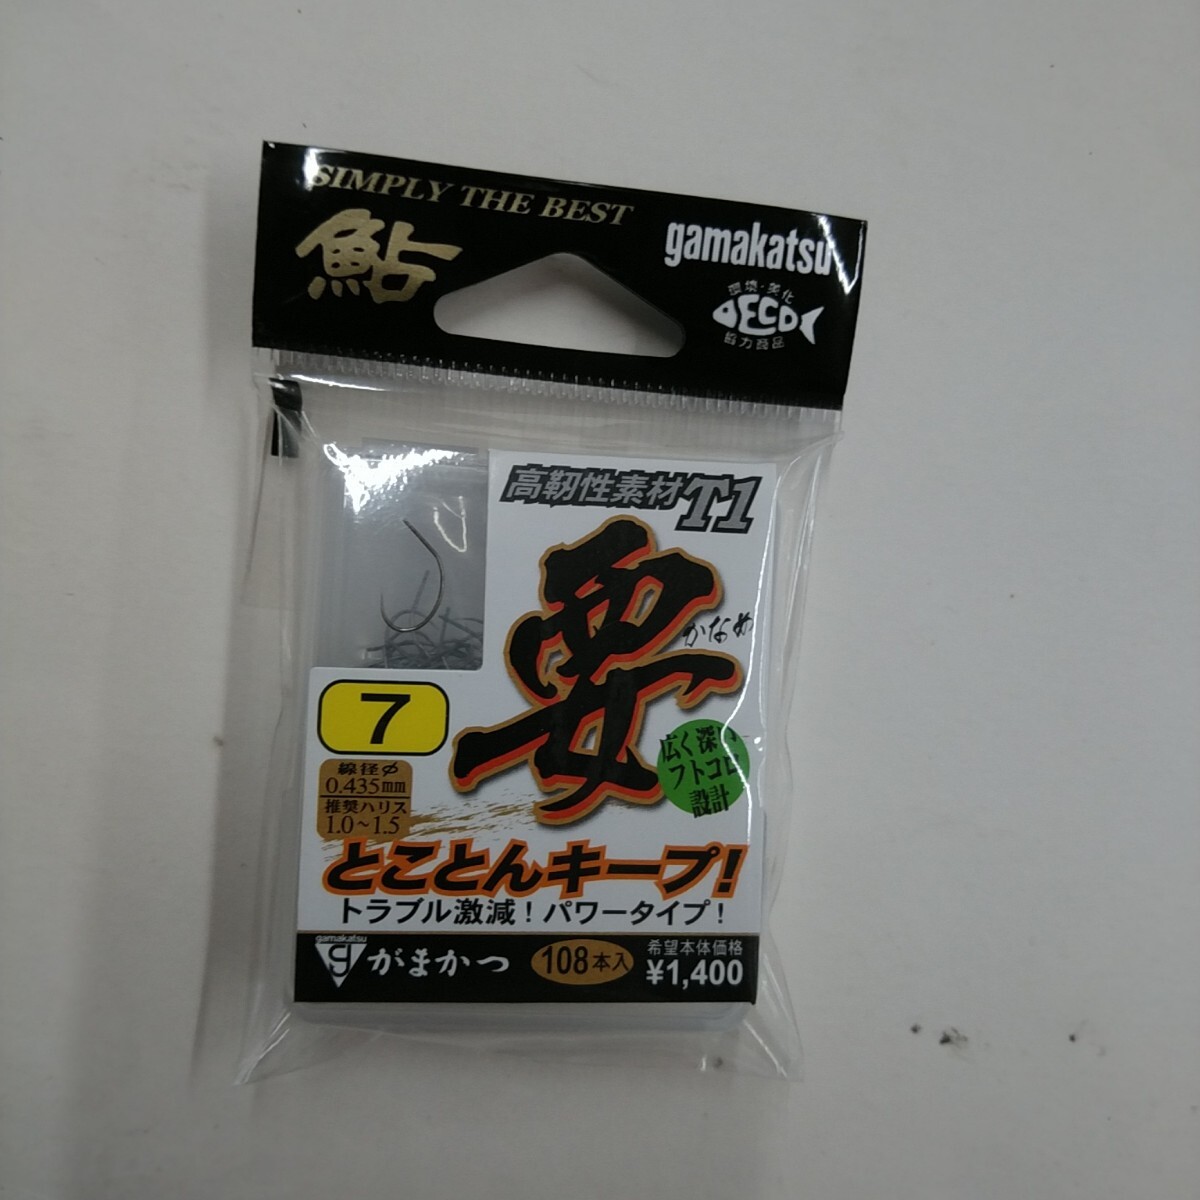 SIMPLY THE BEST
鮎
gamakatsu
環境・美化
ECO
協力商品
高靭性素材T1
要
かなめ
広く深い
フトコロ
設計
7
線径φ
0.435mm
推奨ハリス
1.0~1.5
とことんキープ!
トラブル激減!パワータイプ!
gamakatsu
g
がまかつ
108本入
希望本体価格
¥1,400